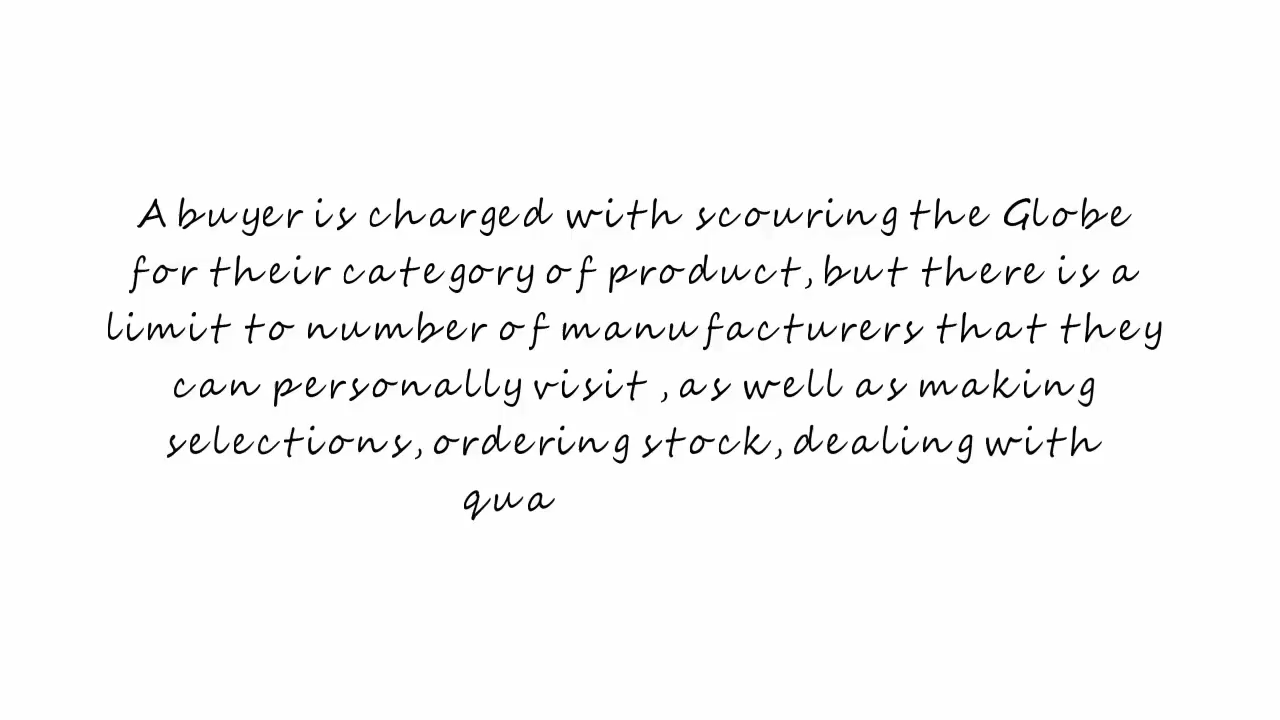 A buyer is charged with scouring the Globe
for their category of product, but there is a
limit to number of manufacturers that they
can personally visit , as well as making
selections, ordering stock, dealing with
qua